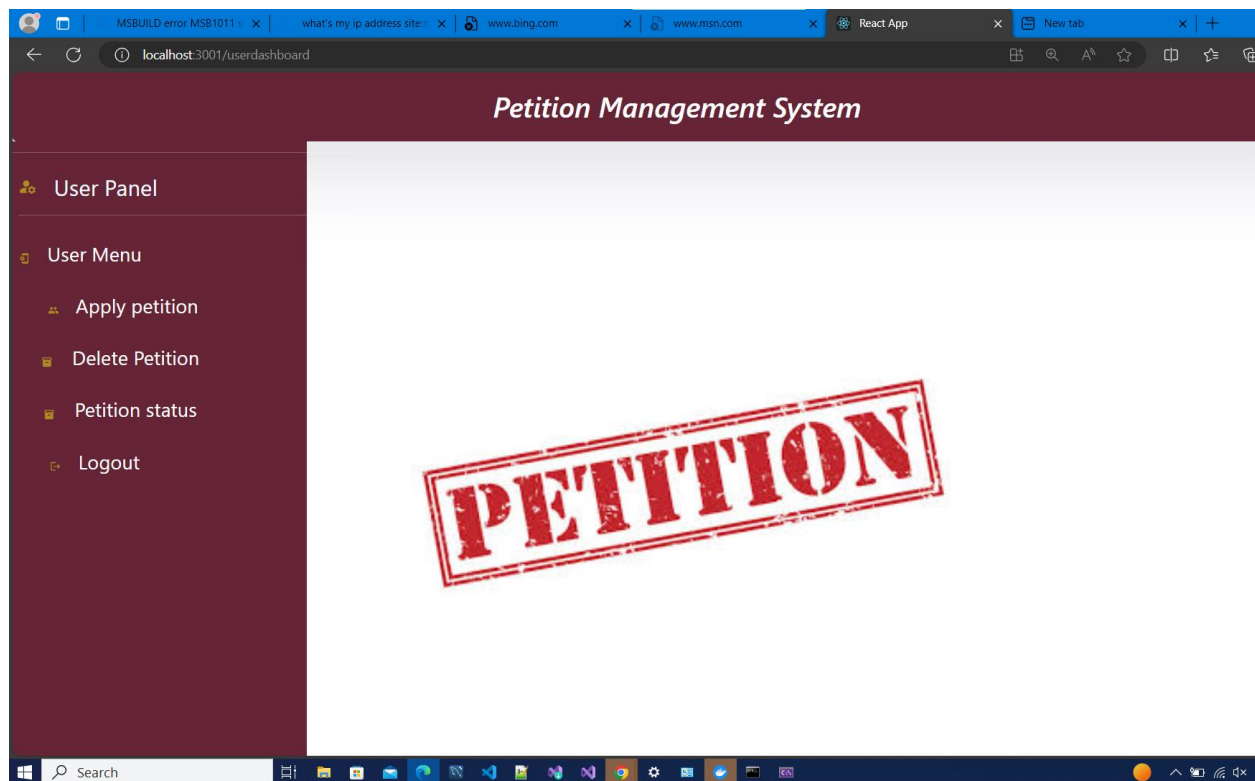 MSBUILD error MSB1011 s
what's my ip address site:n
www.bing.com
www.msn.com
React App
New tab
localhost:3001/userdashboard
Petition Management System
User Panel
User Menu
Apply petition
Delete Petition
Petition status
Logout
PETITION
Search